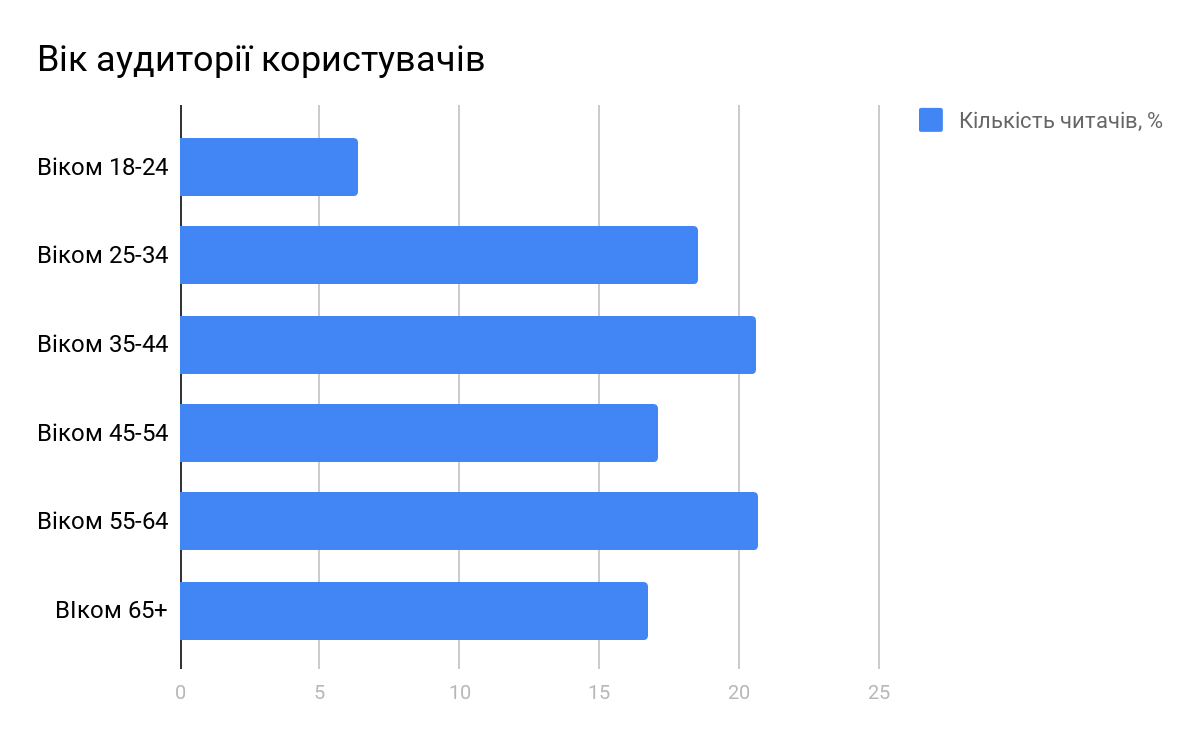 Вік аудиторії користувачів
Кількість читачів, %
Віком 18-24
Віком 25-34
Віком 35-44
Віком 45-54
Віком 55-64
ВІком 65+
0 5 10 15 20 25